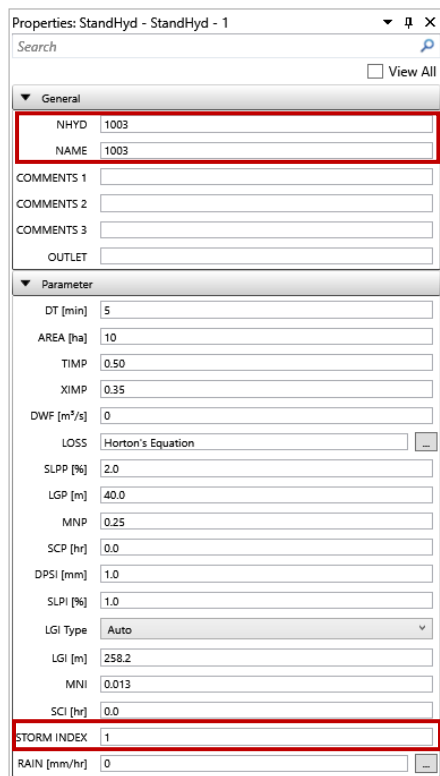 Properties: StandHyd - StandHyd - 1
Search
View All
General
NHYD 1003
NAME 1003
COMMENTS 1
COMMENTS 2
COMMENTS 3
OUTLET
Parameter
DT [min] 5
AREA [ha] 10
TIMP 0.50
XIMP 0.35
DWF [m³/s] 0
LOSS Horton's Equation ...
SLPP [%] 2.0
LGP [m] 40.0
MNP 0.25
SCP [hr] 0.0
DPSI [mm] 1.0
SLPI [%] 1.0
LGI Type Auto
LGI [m] 258.2
MNI 0.013
SCI [hr] 0.0
STORM INDEX 1
RAIN [mm/hr] 0 ...